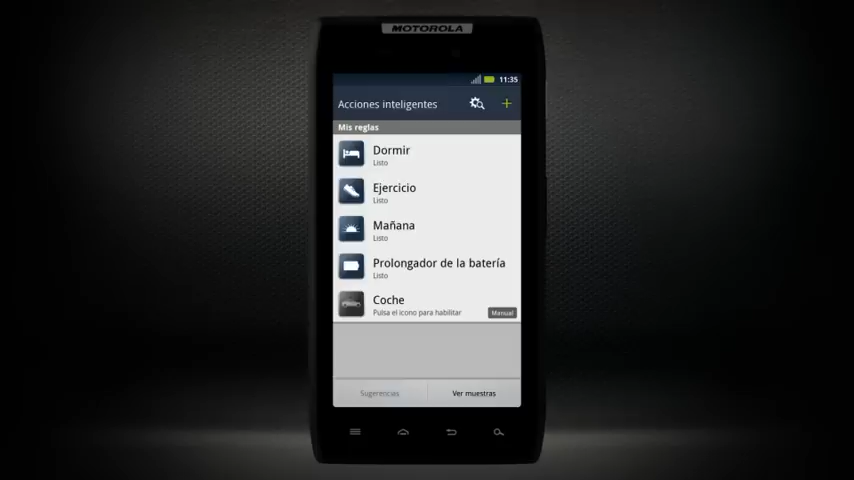 MOTOROLA
11:35
Acciones inteligentes
Mis reglas
Dormir
Listo
Ejercicio
Listo
Mañana
Listo
Prolongador de la batería
Listo
Coche
Pulsa el icono para habilitar
Manual
Sugerencias
Ver muestras